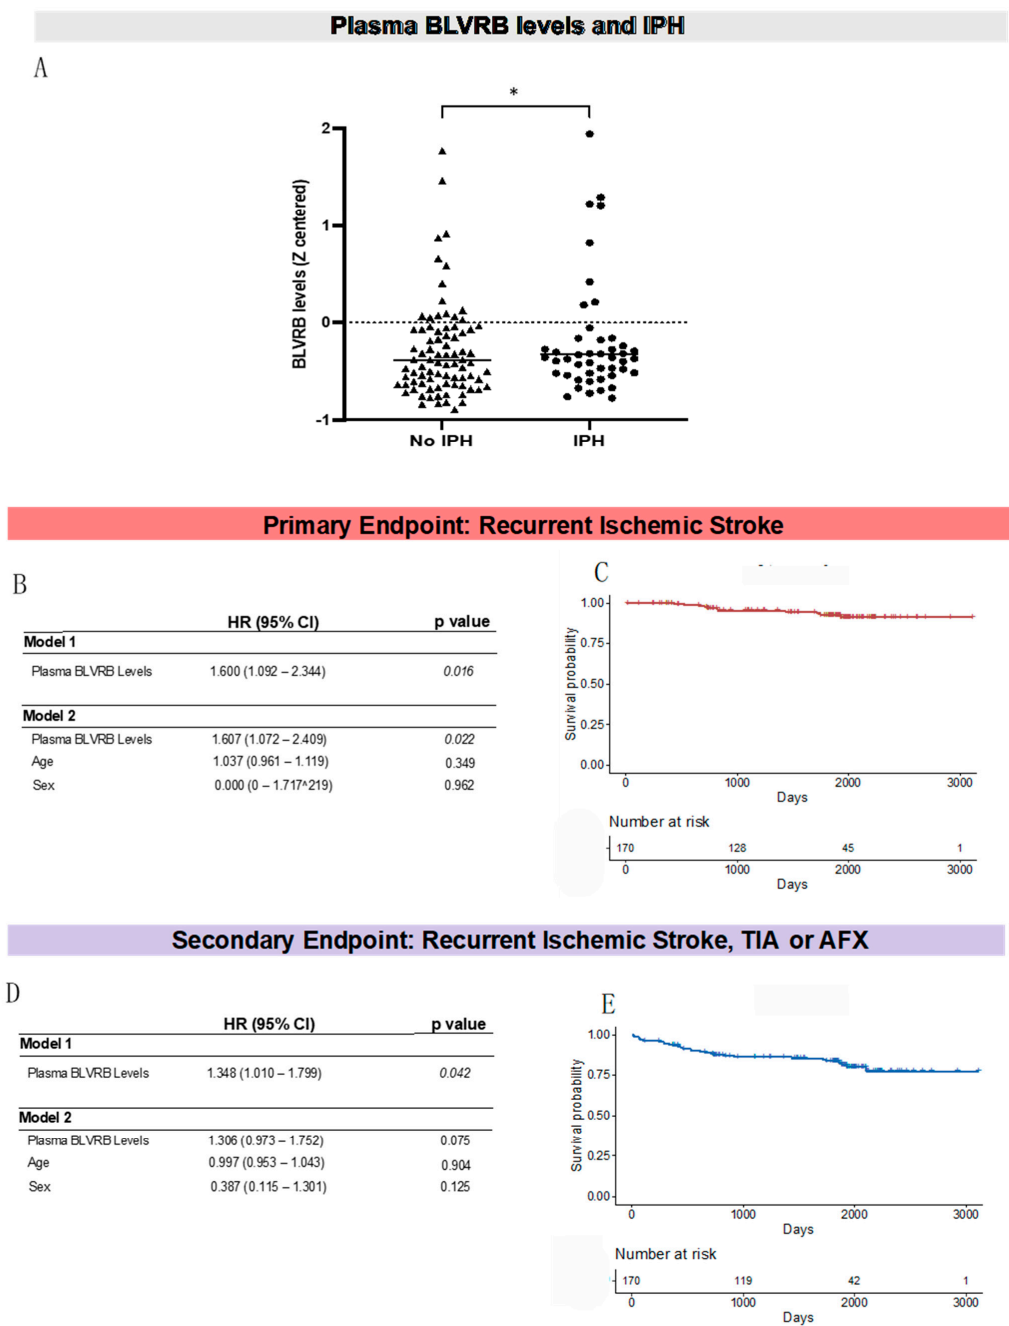 Plasma BLVRB levels and IPH
A
*
2
1
0
-1
BLVRB levels (Z centered)
No IPH
IPH
Primary Endpoint: Recurrent Ischemic Stroke
B
HR (95% CI) p value
Model 1
Plasma BLVRB Levels 1.600 (1.092 – 2.344) 0.016
Model 2
Plasma BLVRB Levels 1.607 (1.072 – 2.409) 0.022
Age 1.037 (0.961 – 1.119) 0.349
Sex 0.000 (0 – 1.717^219) 0.962
C
Survival probability
1.00
0.75
0.50
0.25
0.00
0 1000 2000 3000
Days
Number at risk
170 128 45 1
0 1000 2000 3000
Days
Secondary Endpoint: Recurrent Ischemic Stroke, TIA or AFX
D
HR (95% CI) p value
Model 1
Plasma BLVRB Levels 1.348 (1.010 – 1.799) 0.042
Model 2
Plasma BLVRB Levels 1.306 (0.973 – 1.752) 0.075
Age 0.997 (0.953 – 1.043) 0.904
Sex 0.387 (0.115 – 1.301) 0.125
E
Survival probability
1.00
0.75
0.50
0.25
0.00
0 1000 2000 3000
Days
Number at risk
170 119 42 1
0 1000 2000 3000
Days